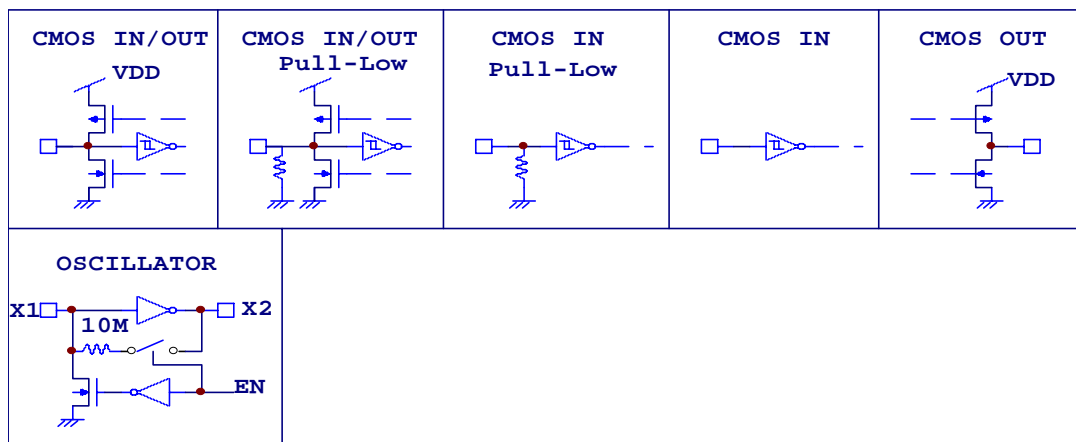 CMOS IN/OUT
VDD
CMOS IN/OUT
Pull-Low
CMOS IN
Pull-Low
CMOS IN
CMOS OUT
VDD
OSCILLATOR
X1
X2
10M
EN